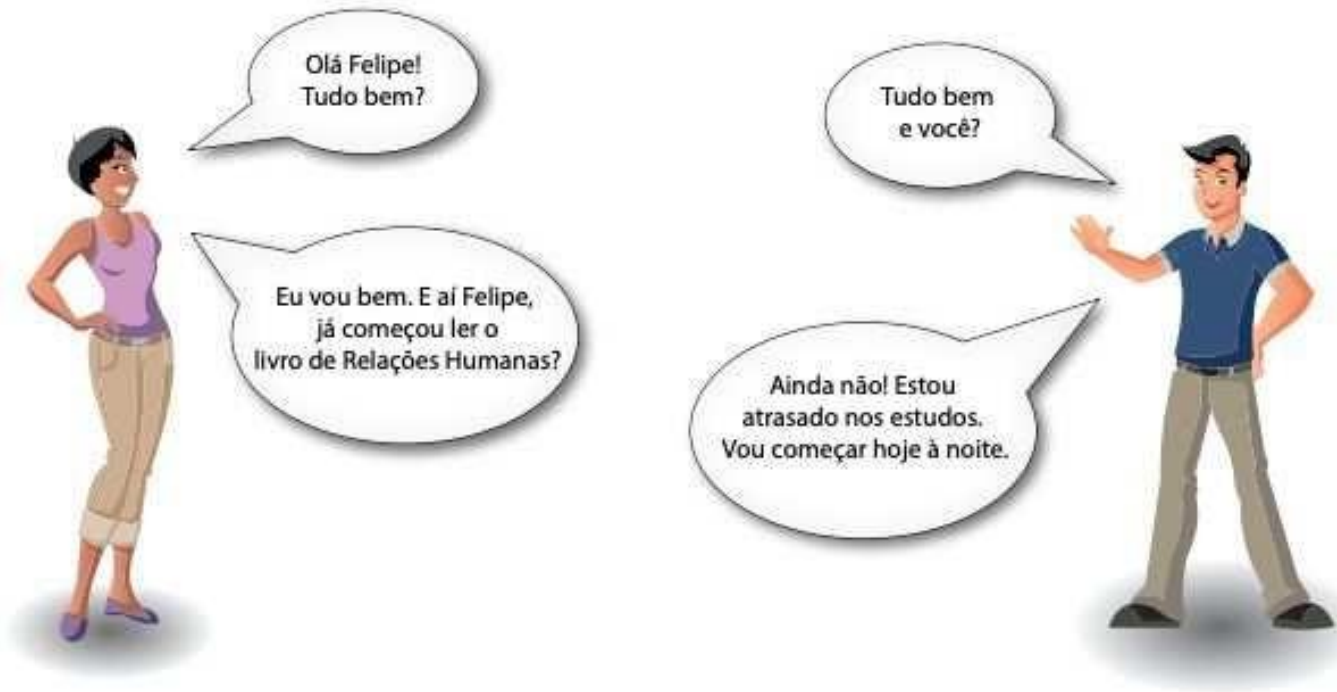 Olá Felipe!
Tudo bem?
Tudo bem
e você?
Eu vou bem. E aí Felipe,
já começou ler o
livro de Relações Humanas?
Ainda não! Estou
atrasado nos estudos.
Vou começar hoje à noite.